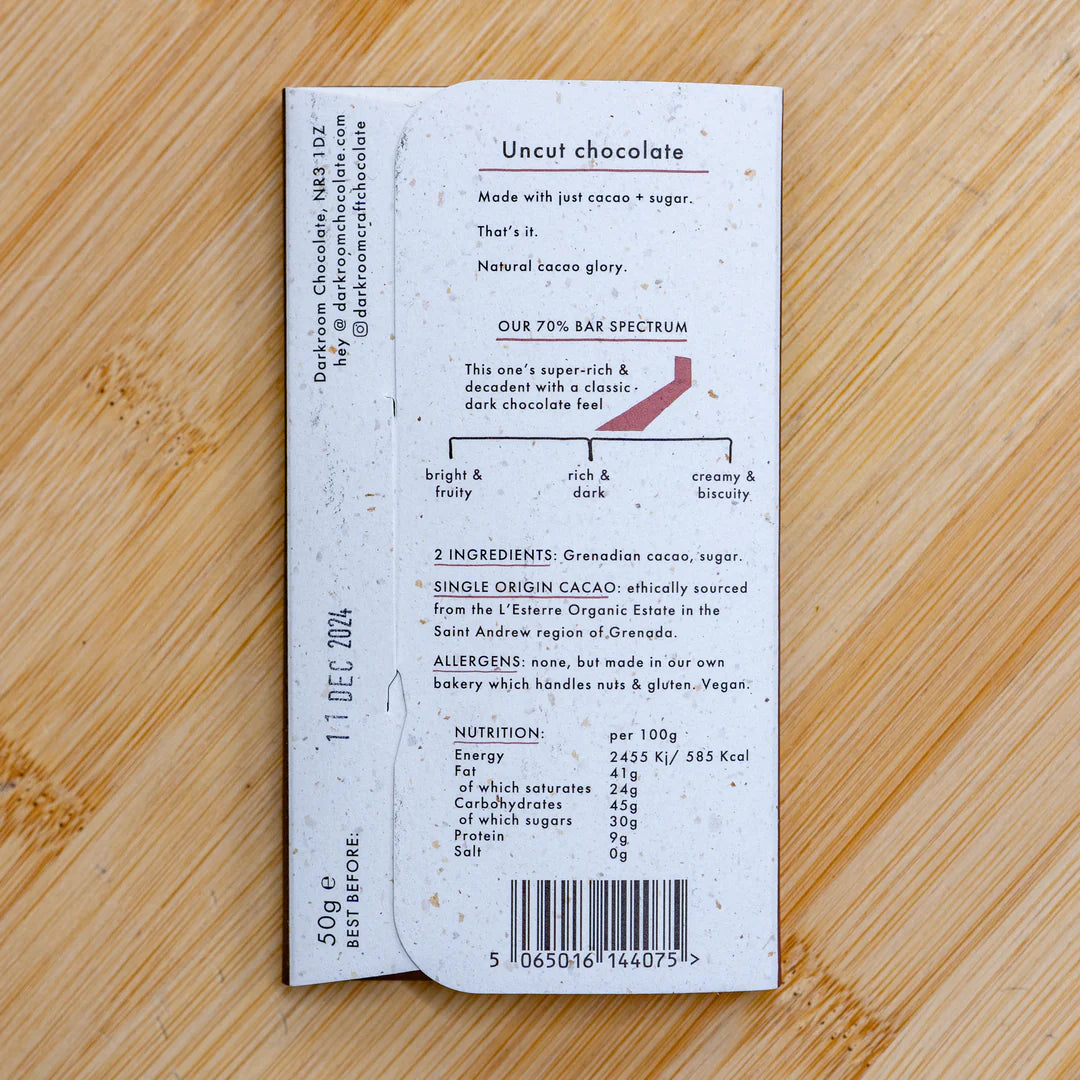 Uncut chocolate
Made with just cacao + sugar.
That's it.
Natural cacao glory.
OUR 70% BAR SPECTRUM
This one's super-rich &
decadent with a classic
dark chocolate feel
bright &
fruity
rich &
dark
creamy &
biscuity
2 INGREDIENTS: Grenadian cacao, sugar.
SINGLE ORIGIN CACAO: ethically sourced
from the L'Esterre Organic Estate in the
Saint Andrew region of Grenada.
ALLERGENS: none, but made in our own
bakery which handles nuts & gluten. Vegan.
NUTRITION: per 100g
Energy 2455 Kj/ 585 Kcal
Fat 41g
of which saturates 24g
Carbohydrates 45g
of which sugars 30g
Protein 9g
Salt 0g
5 065016 144075 >
Darkroom Chocolate, NR3 1DZ
hey @ darkroomchocolate.com
darkroomcraftchocolate
11 DEC 2024
50g e
BEST BEFORE: